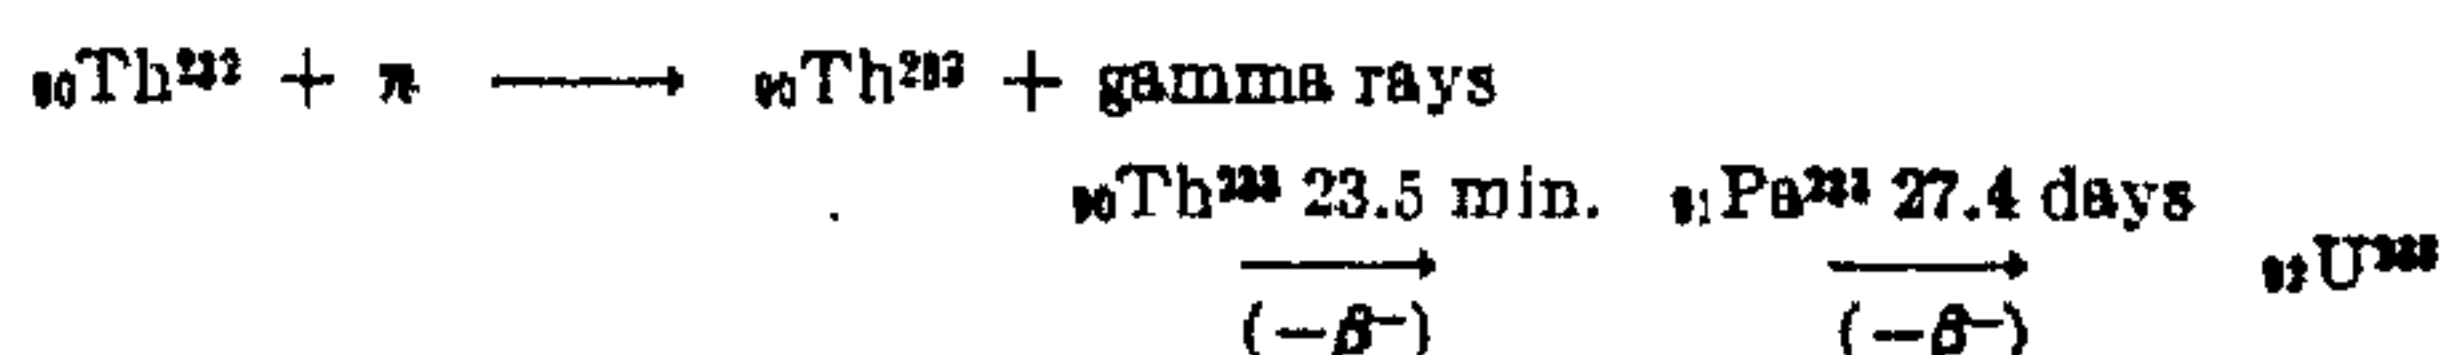 ₉₀Th²³² + n ⟶ ₉₀Th²³³ + gamma rays
₉₀Th²³³ 23.5 min. ₉₁Pa²³³ 27.4 days
⟶ ⟶ ₉₂U²³³
(−β⁻) (−β⁻)